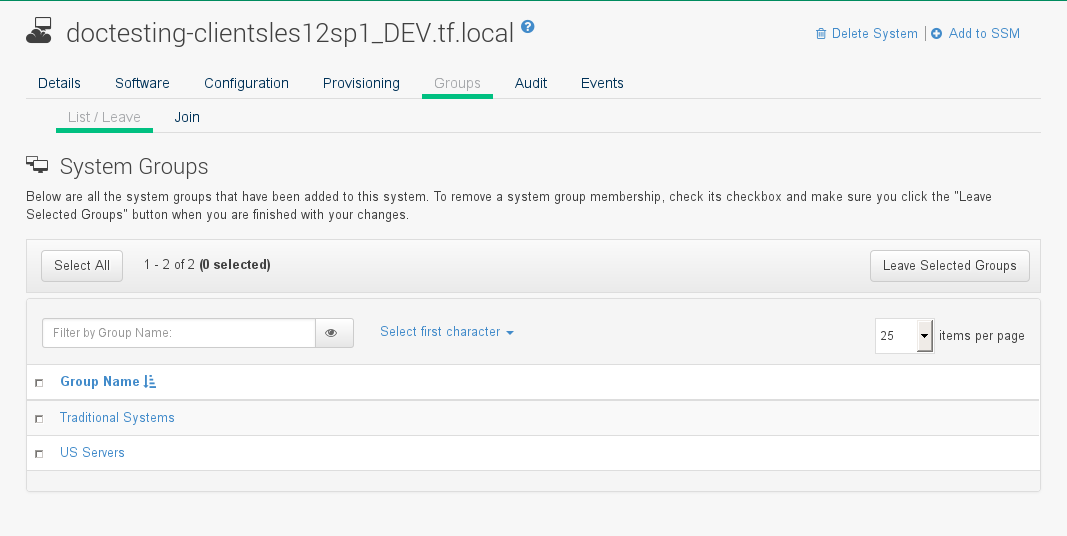 doctesting-clientsles12sp1_DEV.tf.local ?
Delete System | Add to SSM
Details Software Configuration Provisioning Groups Audit Events
List / Leave Join
System Groups
Below are all the system groups that have been added to this system. To remove a system group membership, check its checkbox and make sure you click the "Leave
Selected Groups" button when you are finished with your changes.
Select All 1 - 2 of 2 (0 selected) Leave Selected Groups
Filter by Group Name: Select first character 25 items per page
Group Name
Traditional Systems
US Servers